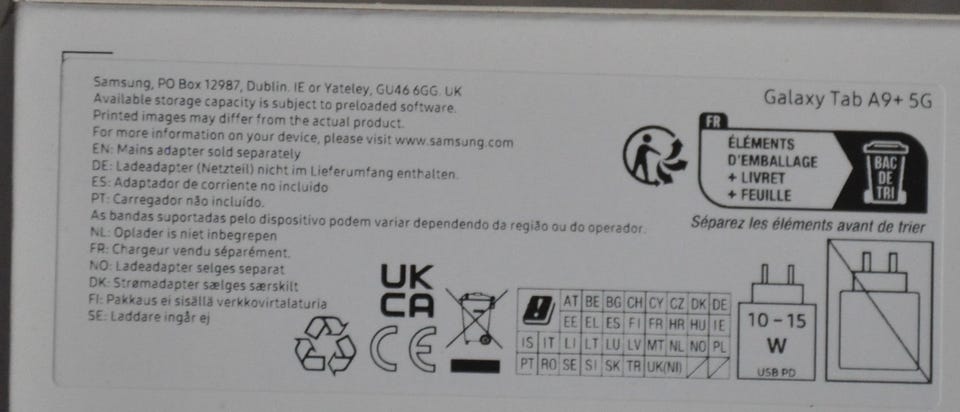 Samsung, PO Box 12987, Dublin. IE or Yateley, GU46 6GG. UK
Available storage capacity is subject to preloaded software.
Printed images may differ from the actual product.
For more information on your device, please visit www.samsung.com
EN: Mains adapter sold separately
DE: Ladeadapter (Netzteil) nicht im Lieferumfang enthalten.
ES: Adaptador de corriente no incluido
PT: Carregador não incluído.
As bandas suportadas pelo dispositivo podem variar dependendo da região ou do operador.
NL: Oplader is niet inbegrepen
FR: Chargeur vendu séparément.
NO: Ladeadapter selges separat
DK: Strømadapter sælges særskilt
FI: Pakkaus ei sisällä verkkovirtalaturia
SE: Laddare ingår ej
Galaxy Tab A9+ 5G
FR
ÉLÉMENTS
D'EMBALLAGE
+ LIVRET
+ FEUILLE
BAC
DE
TRI
Séparez les éléments avant de trier
UK
CA
CE
AT BE BG CH CY CZ DK DE
EE EL ES FI FR HR HU IE
IS IT LI LT LU LV MT NL NO PL
PT RO SE SI SK TR UK(NI)
10 - 15
W
USB PD